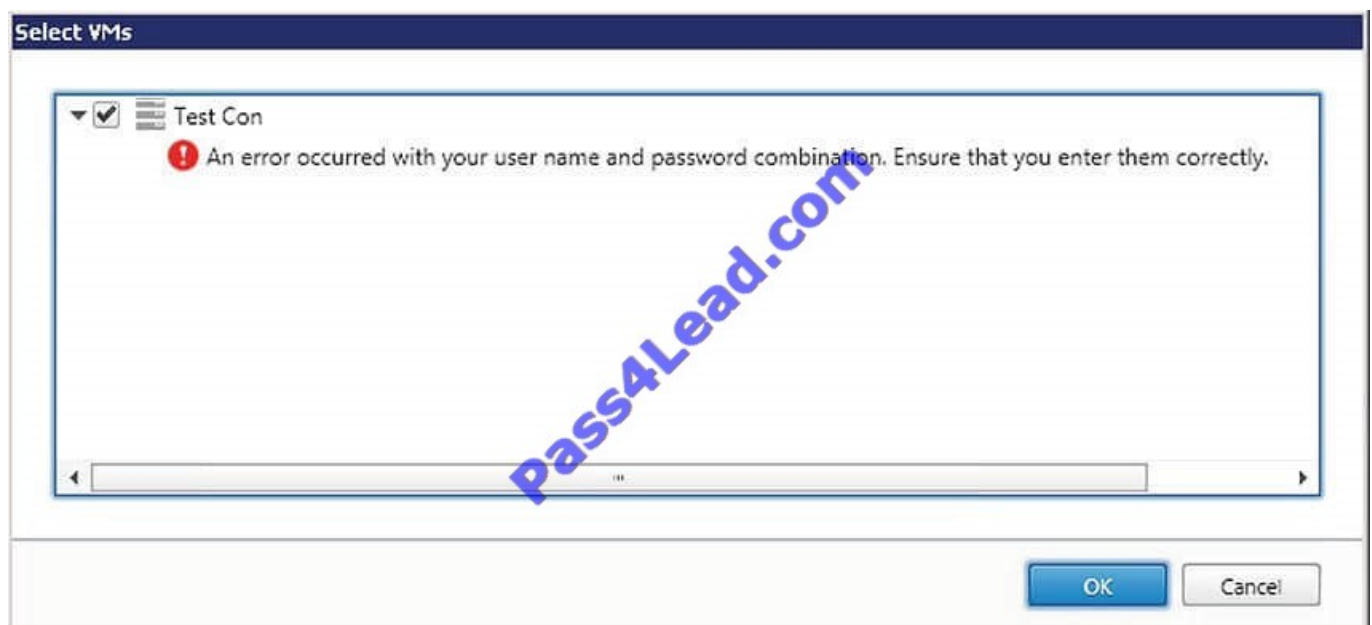 Select VMs
Test Con
An error occurred with your user name and password combination. Ensure that you enter them correctly.
Pass4Lead.com
OK
Cancel